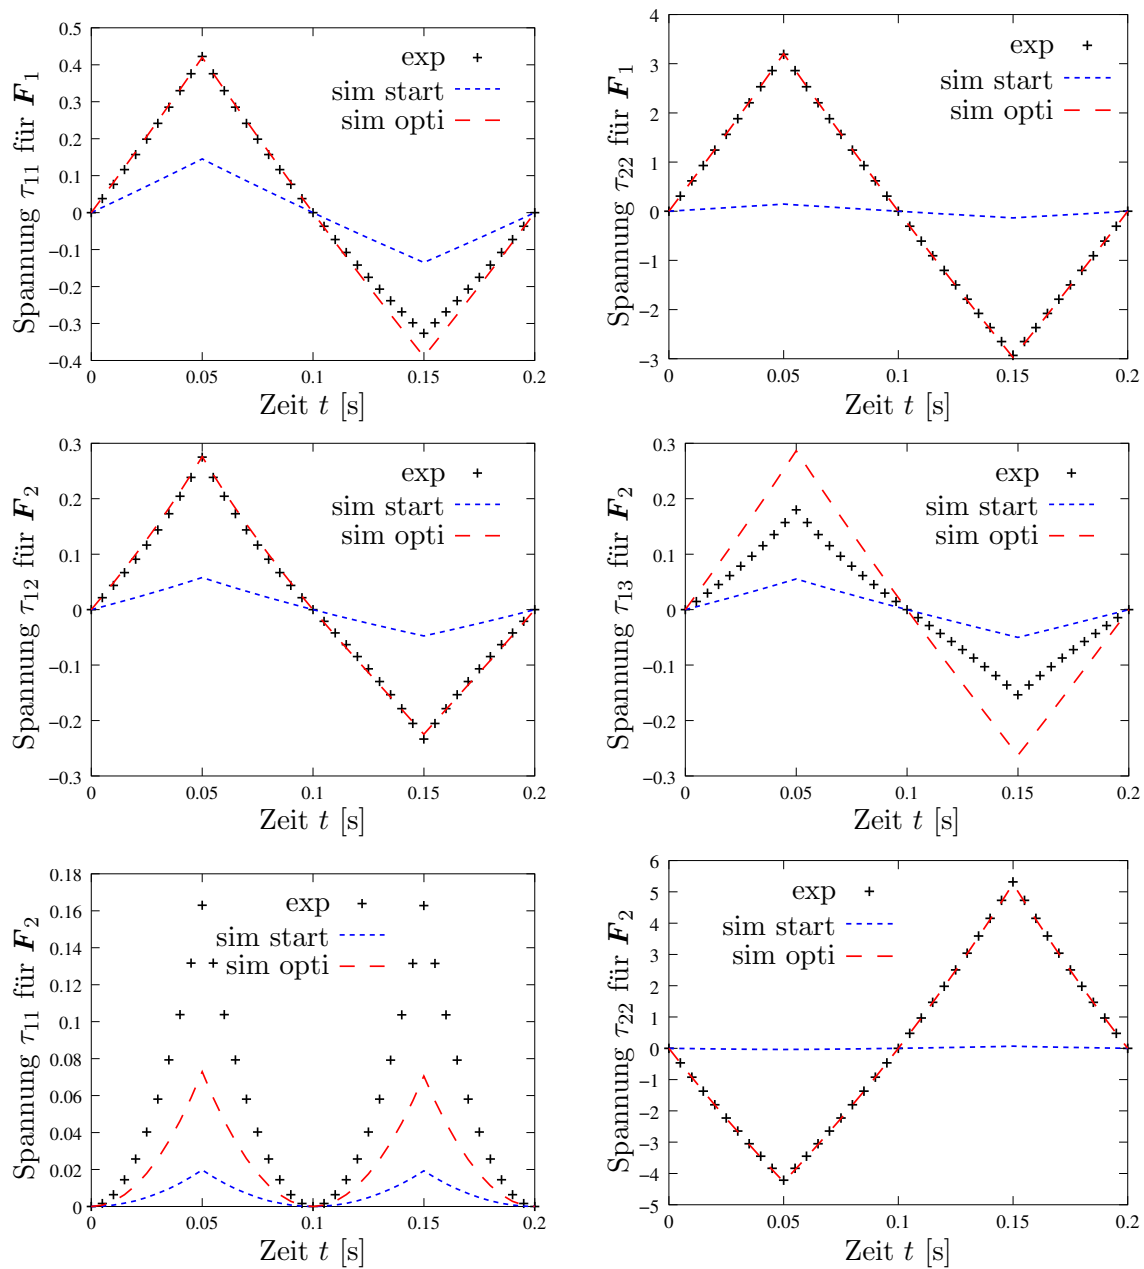 0.5
0.4
0.3
0.2
0.1
0
−0.1
−0.2
−0.3
−0.4
0 0.05 0.1 0.15 0.2
Spannung τ11 für F1
Zeit t [s]
exp
sim start
sim opti
4
3
2
1
0
−1
−2
−3
0 0.05 0.1 0.15 0.2
Spannung τ22 für F1
Zeit t [s]
exp
sim start
sim opti
0.3
0.2
0.1
0
−0.1
−0.2
−0.3
0 0.05 0.1 0.15 0.2
Spannung τ12 für F2
Zeit t [s]
exp
sim start
sim opti
0.3
0.2
0.1
0
−0.1
−0.2
−0.3
0 0.05 0.1 0.15 0.2
Spannung τ13 für F2
Zeit t [s]
exp
sim start
sim opti
0.18
0.16
0.14
0.12
0.1
0.08
0.06
0.04
0.02
0
0 0.05 0.1 0.15 0.2
Spannung τ11 für F2
Zeit t [s]
exp
sim start
sim opti
6
5
4
3
2
1
0
−1
−2
−3
−4
−5
0 0.05 0.1 0.15 0.2
Spannung τ22 für F2
Zeit t [s]
exp
sim start
sim opti